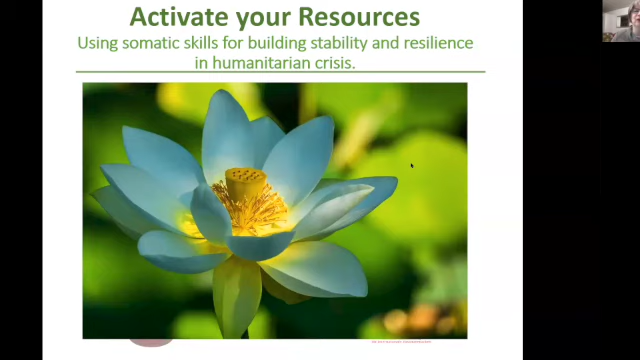 Activate your Resources
Using somatic skills for building stability and resilience
in humanitarian crisis.